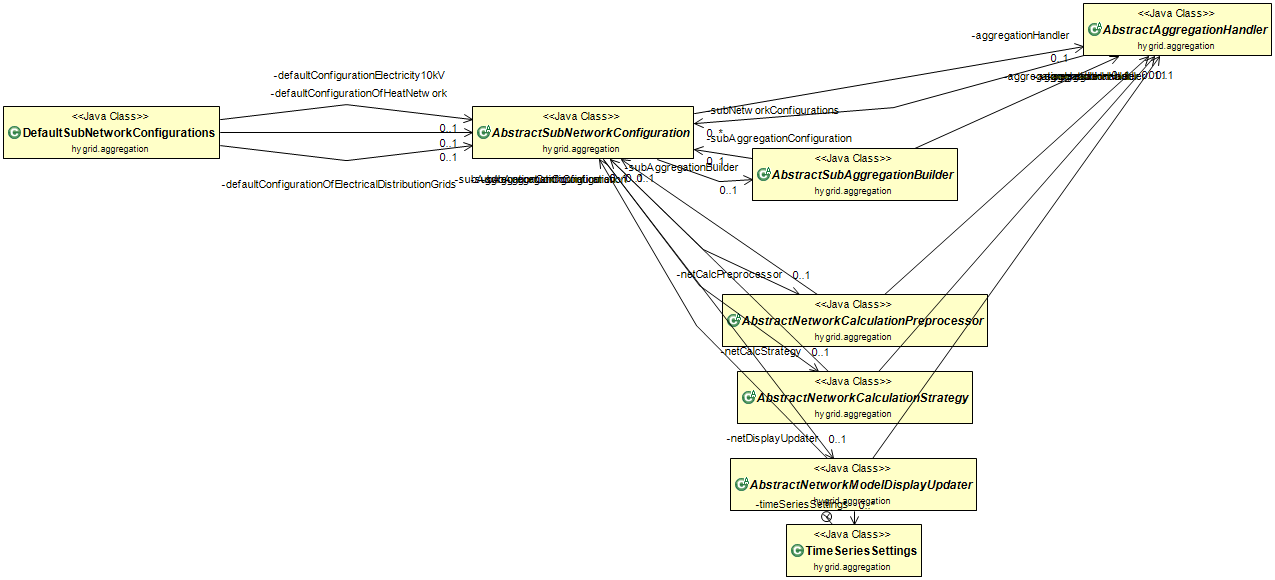 <<Java Class>>
AbstractAggregationHandler
hygrid.aggregation
-aggregationHandler
0..1
-defaultConfigurationElectricity10kV
-defaultConfigurationOfHeatNetwork
<<Java Class>>
DefaultSubNetworkConfigurations
hygrid.aggregation
0..1
0..1
0..1
-defaultConfigurationOfElectricalDistributionGrids
<<Java Class>>
AbstractSubNetworkConfiguration
hygrid.aggregation
-subNetworkConfigurations
0..*
-subAggregationConfiguration
0..1
-subAggregationBuilder
0..1
<<Java Class>>
AbstractSubAggregationBuilder
hygrid.aggregation
-netCalcPreprocessor
0..1
<<Java Class>>
AbstractNetworkCalculationPreprocessor
hygrid.aggregation
-netCalcStrategy
0..1
<<Java Class>>
AbstractNetworkCalculationStrategy
hygrid.aggregation
-netDisplayUpdater
0..1
<<Java Class>>
AbstractNetworkModelDisplayUpdater
hygrid.aggregation
-timeSeriesSettings
<<Java Class>>
TimeSeriesSettings
hygrid.aggregation